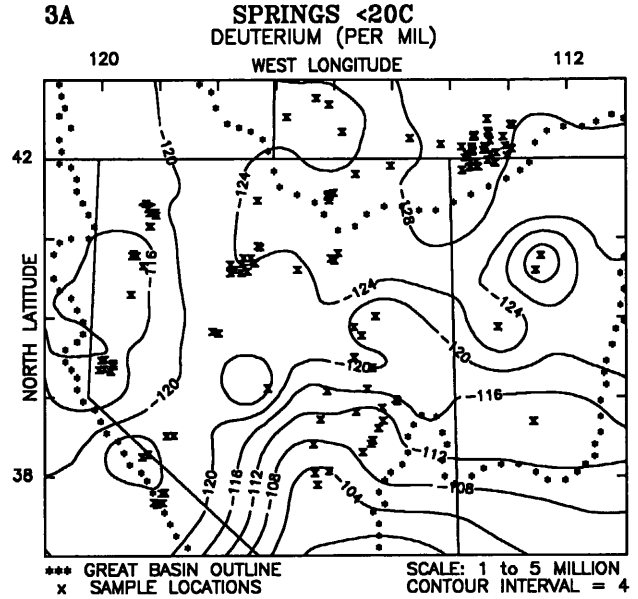 3A
SPRINGS <20C
DEUTERIUM (PER MIL)
120
112
WEST LONGITUDE
-120
42
-124
-128
-116
-124
-124
NORTH LATITUDE
-120
-120
-120
-116
-112
38
-120
-116
-112
-108
-104
-108
*** GREAT BASIN OUTLINE
x SAMPLE LOCATIONS
SCALE: 1 to 5 MILLION
CONTOUR INTERVAL = 4